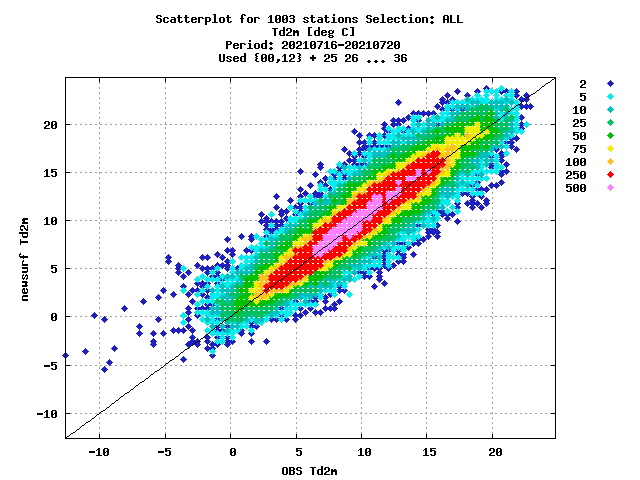 Scatterplot for 1003 stations Selection: ALL
Td2m [deg C]
Period: 20210716-20210720
Used {00,12} + 25 26 ... 36
2
5
10
25
50
75
100
250
500
20
15
10
5
0
-5
-10
newsurf Td2m
-10 -5 0 5 10 15 20
OBS Td2m